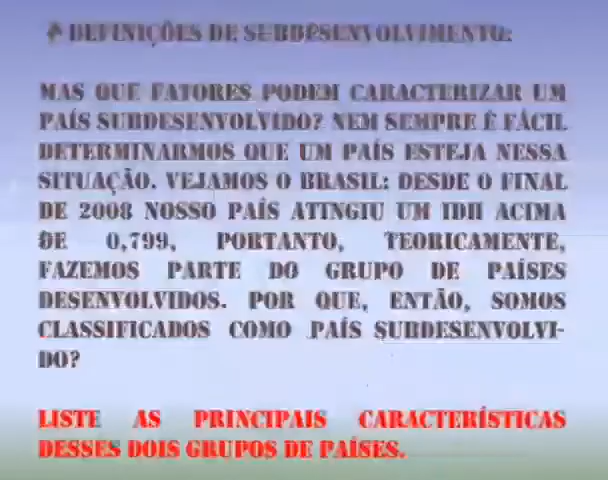 DEFINIÇÕES DE SUBDESENVOLVIMENTO:
MAS QUE FATORES PODEM CARACTERIZAR UM
PAÍS SUBDESENVOLVIDO? NEM SEMPRE É FÁCIL
DETERMINARMOS QUE UM PAÍS ESTEJA NESSA
SITUAÇÃO. VEJAMOS O BRASIL: DESDE O FINAL
DE 2008 NOSSO PAÍS ATINGIU UM IDH ACIMA
DE 0,799, PORTANTO, TEORICAMENTE,
FAZEMOS PARTE DO GRUPO DE PAÍSES
DESENVOLVIDOS. POR QUE, ENTÃO, SOMOS
CLASSIFICADOS COMO PAÍS SUBDESENVOLVI-
DO?
LISTE AS PRINCIPAIS CARACTERÍSTICAS
DESSES DOIS GRUPOS DE PAÍSES.